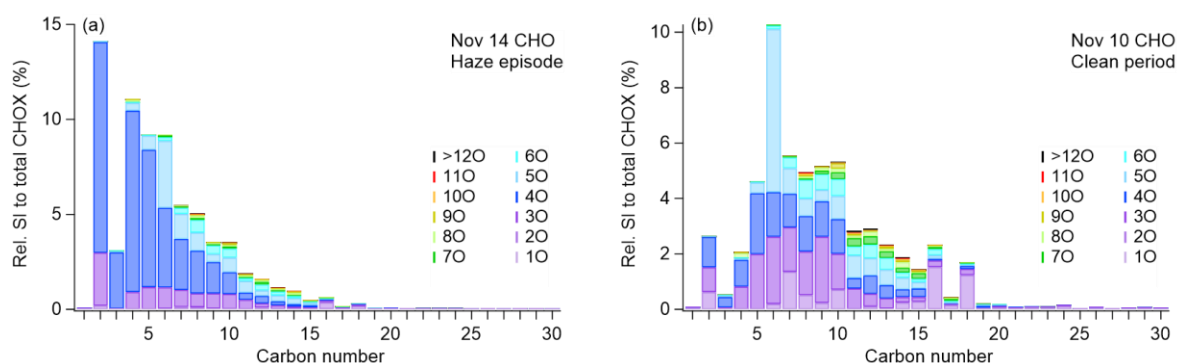 (a)
Nov 14 CHO
Haze episode
Rel. SI to total CHOX (%)
15
10
5
0
>12O 6O
11O 5O
10O 4O
9O 3O
8O 2O
7O 1O
5 10 15 20 25 30
Carbon number
(b)
Nov 10 CHO
Clean period
Rel. SI to total CHOX (%)
10
8
6
4
2
0
>12O 6O
11O 5O
10O 4O
9O 3O
8O 2O
7O 1O
5 10 15 20 25 30
Carbon number